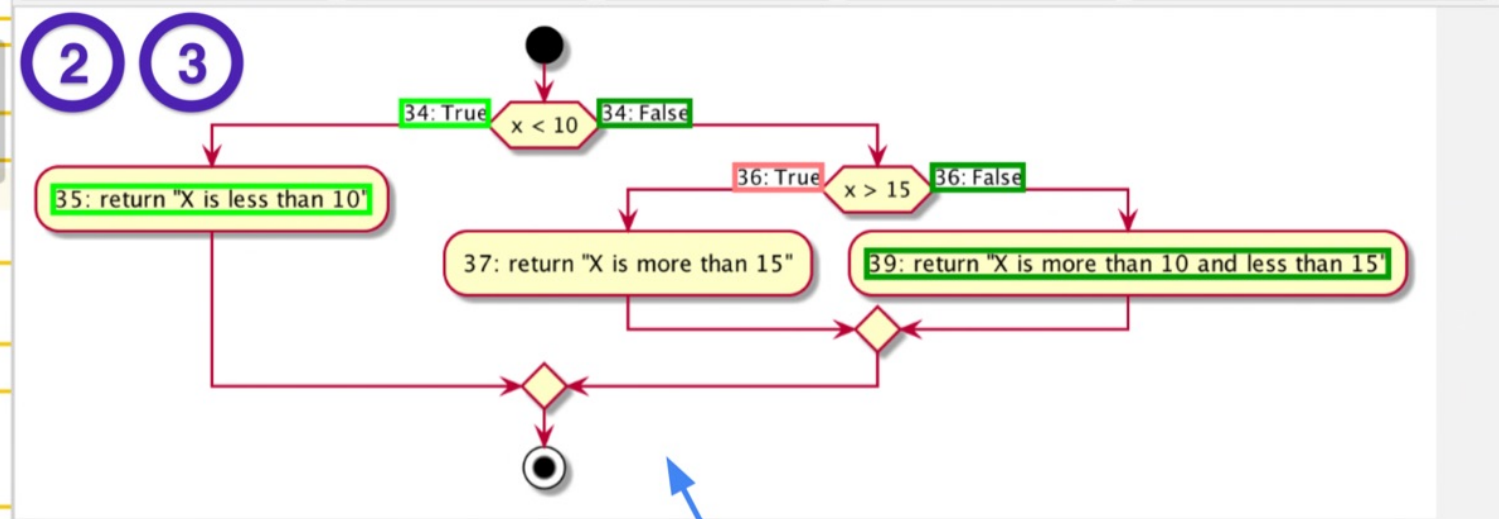 2 3
34: True
x < 10
34: False
36: True
x > 15
36: False
35: return "X is less than 10"
37: return "X is more than 15"
39: return "X is more than 10 and less than 15"